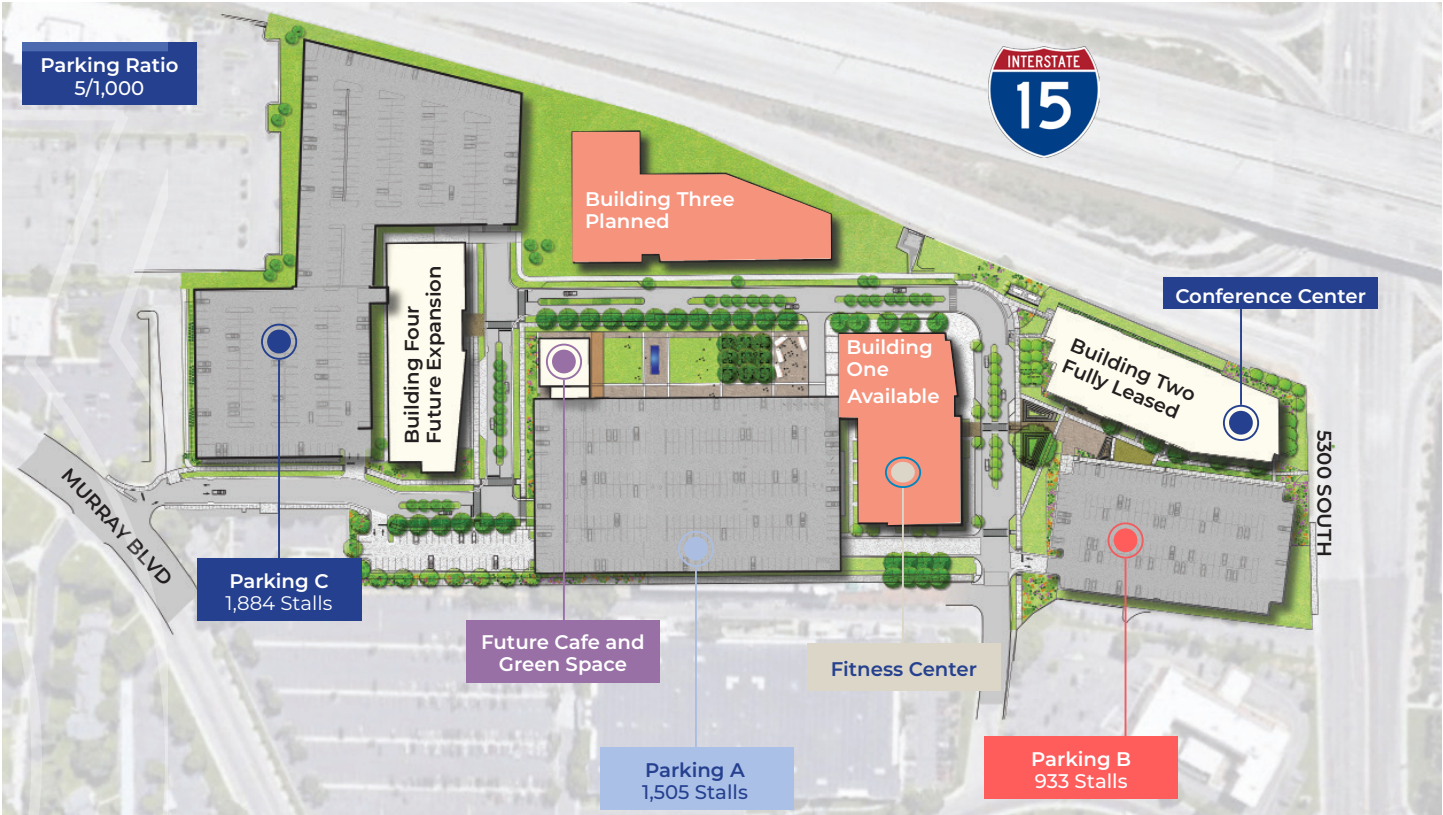 Parking Ratio
5/1,000
INTERSTATE
15
Building Three
Planned
Building Four
Future Expansion
Conference Center
Building
One
Available
Building Two
Fully Leased
5300 SOUTH
MURRAY BLVD
Parking C
1,884 Stalls
Future Cafe and
Green Space
Fitness Center
Parking A
1,505 Stalls
Parking B
933 Stalls